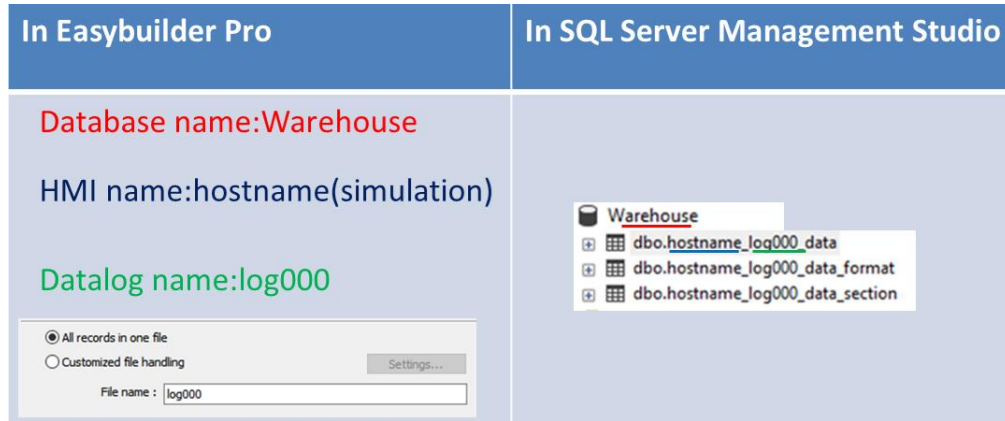 In Easybuilder Pro
In SQL Server Management Studio
Database name:Warehouse
HMI name:hostname(simulation)
Datalog name:log000
All records in one file
Customized file handling
Settings...
File name : log000
Warehouse
dbo.hostname_log000_data
dbo.hostname_log000_data_format
dbo.hostname_log000_data_section